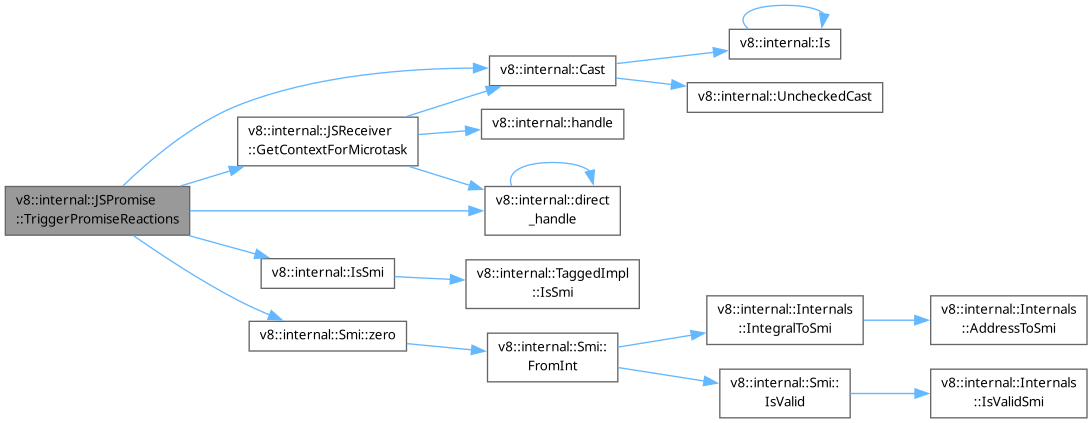 v8::internal::JSPromise
::TriggerPromiseReactions
v8::internal::JSReceiver
::GetContextForMicrotask
v8::internal::Cast
v8::internal::Is
v8::internal::UncheckedCast
v8::internal::handle
v8::internal::direct
_handle
v8::internal::IsSmi
v8::internal::TaggedImpl
::IsSmi
v8::internal::Smi::zero
v8::internal::Smi::
FromInt
v8::internal::Internals
::IntegralToSmi
v8::internal::Internals
::AddressToSmi
v8::internal::Smi::
IsValid
v8::internal::Internals
::IsValidSmi